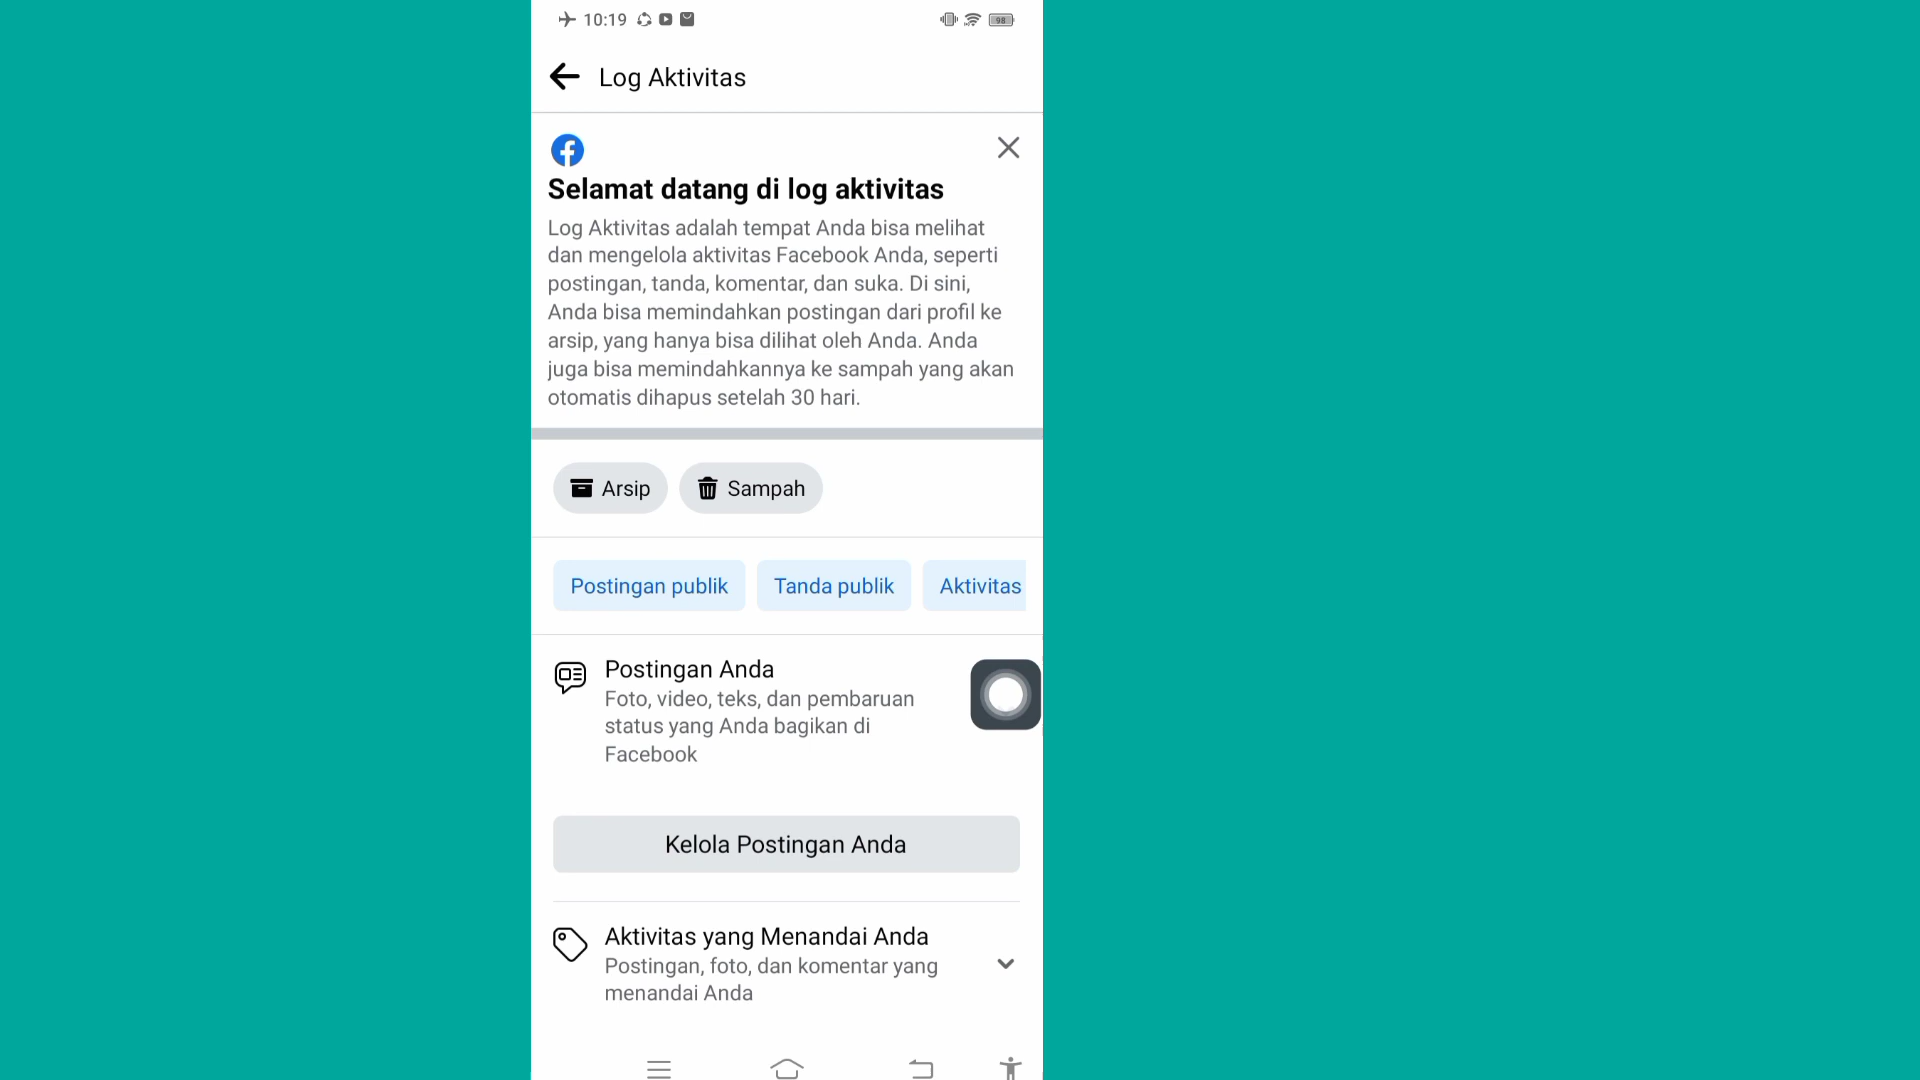 10:19
98
Log Aktivitas
Selamat datang di log aktivitas
Log Aktivitas adalah tempat Anda bisa melihat
dan mengelola aktivitas Facebook Anda, seperti
postingan, tanda, komentar, dan suka. Di sini,
Anda bisa memindahkan postingan dari profil ke
arsip, yang hanya bisa dilihat oleh Anda. Anda
juga bisa memindahkannya ke sampah yang akan
otomatis dihapus setelah 30 hari.
Arsip
Sampah
Postingan publik
Tanda publik
Aktivitas
Postingan Anda
Foto, video, teks, dan pembaruan
status yang Anda bagikan di
Facebook
Kelola Postingan Anda
Aktivitas yang Menandai Anda
Postingan, foto, dan komentar yang
menandai Anda